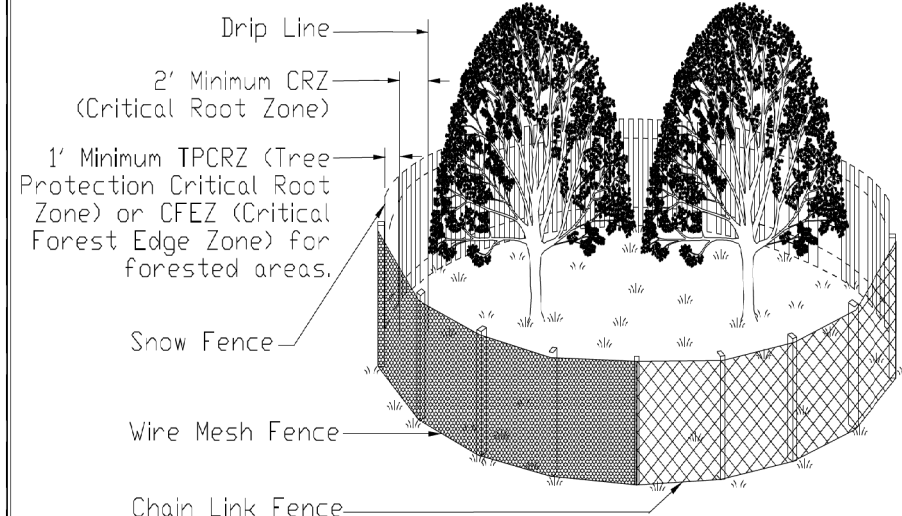 Drip Line
2' Minimum CRZ
(Critical Root Zone)
1' Minimum TPCRZ (Tree
Protection Critical Root
Zone) or CFEZ (Critical
Forest Edge Zone) for
forested areas.
Snow Fence
Wire Mesh Fence
Chain Link Fence